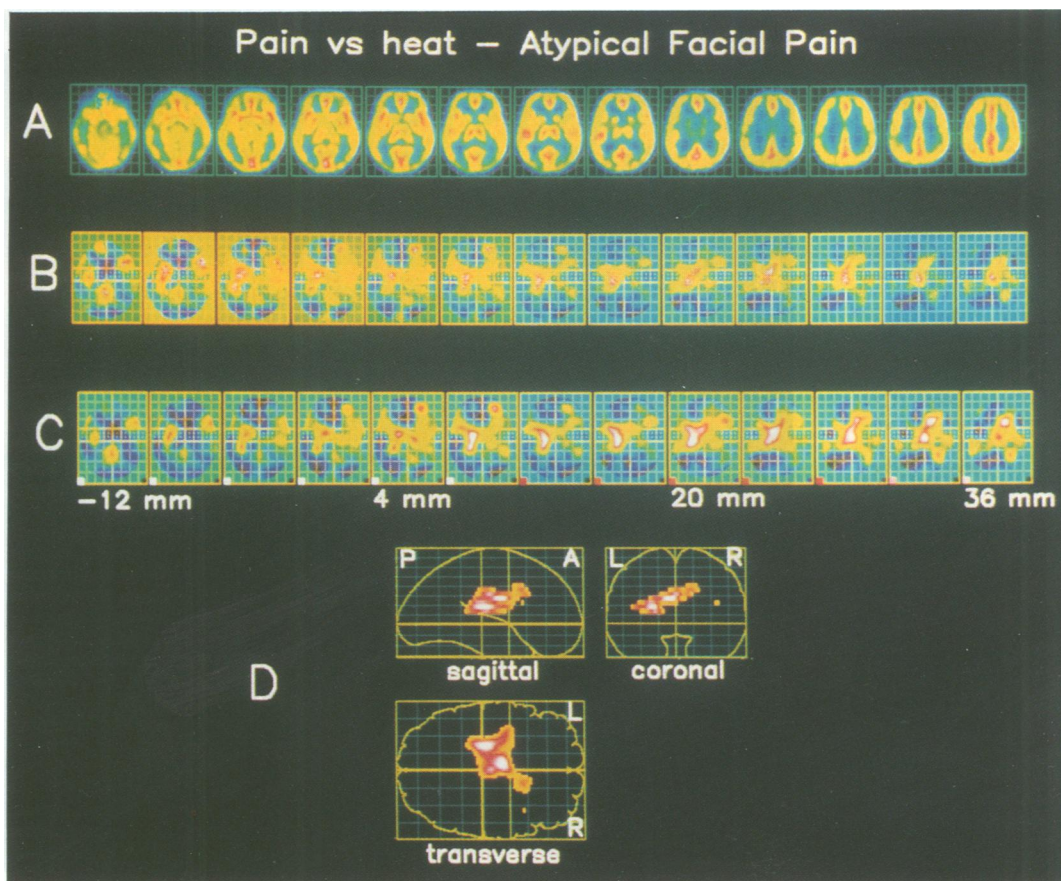 Pain vs heat – Atypical Facial Pain
A
B
C
−12 mm 4 mm 20 mm 36 mm
P A L R
sagittal coronal
D
L
R
transverse